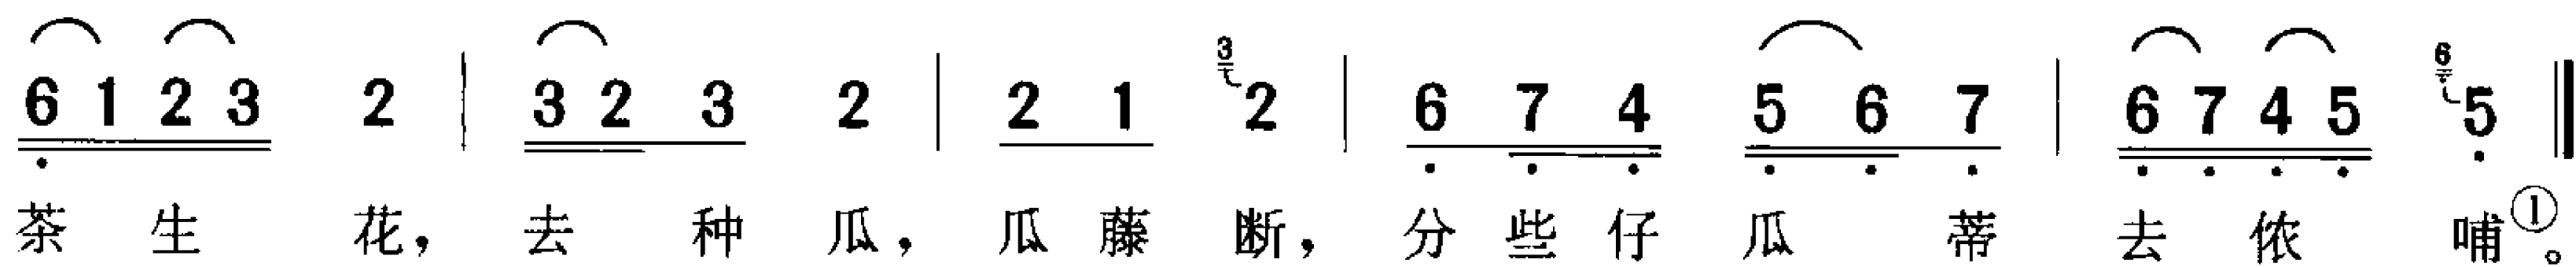 6 1 2 3 2 | 3 2 3 2 | 2 1 3 2 | 6 7 4 5 6 7 | 6 7 4 5 6 5 ‖
茶 生 花， 去 种 瓜， 瓜 藤 断， 分 些 仔 瓜 蒂 去 侬 哺①。